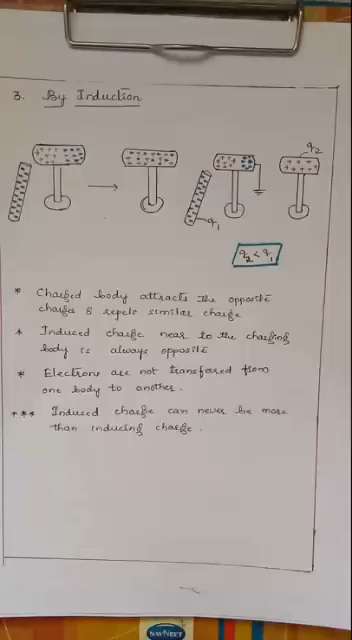 3. By Induction
q2
q1
q2 < q1
* Charged body attracts the opposite
charges & repels similar charge
* Induced charge near to the charging
body is always opposite
* Electrons are not transferred from
one body to another.
*** Induced charge can never be more
than inducing charge.
NAVNEET